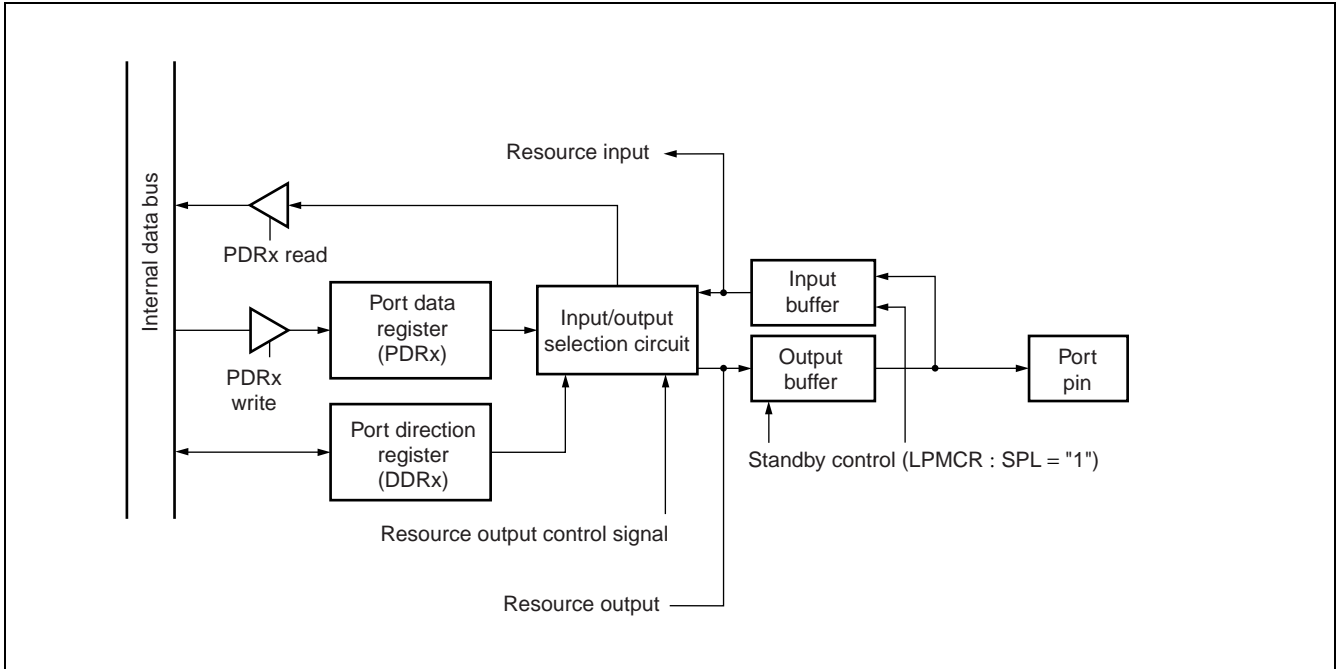 Internal data bus
Resource input
PDRx read
Port data
register
(PDRx)
Input/output
selection circuit
Input
buffer
PDRx
write
Output
buffer
Port
pin
Port direction
register
(DDRx)
Standby control (LPMCR : SPL = "1")
Resource output control signal
Resource output